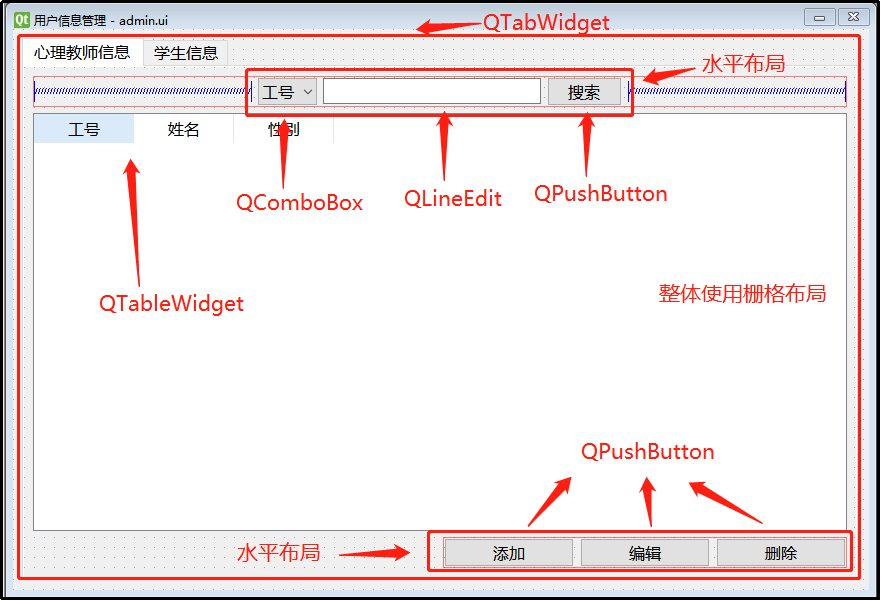 Qt 用户信息管理 - admin.ui
QTabWidget
心理教师信息 学生信息
水平布局
工号 搜索
工号 姓名 性别
QComboBox QLineEdit QPushButton
QTableWidget
整体使用栅格布局
QPushButton
水平布局
添加 编辑 删除